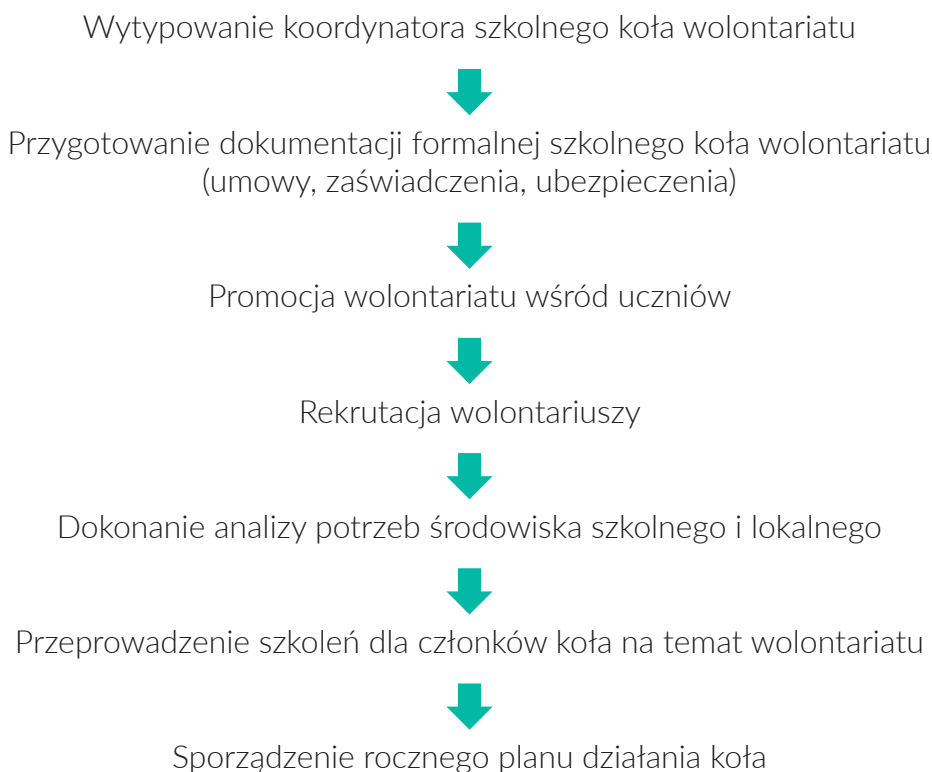 Wytypowanie koordynatora szkolnego koła wolontariatu
Przygotowanie dokumentacji formalnej szkolnego koła wolontariatu
(umowy, zaświadczenia, ubezpieczenia)
Promocja wolontariatu wśród uczniów
Rekrutacja wolontariuszy
Dokonanie analizy potrzeb środowiska szkolnego i lokalnego
Przeprowadzenie szkoleń dla członków koła na temat wolontariatu
Sporządzenie rocznego planu działania koła